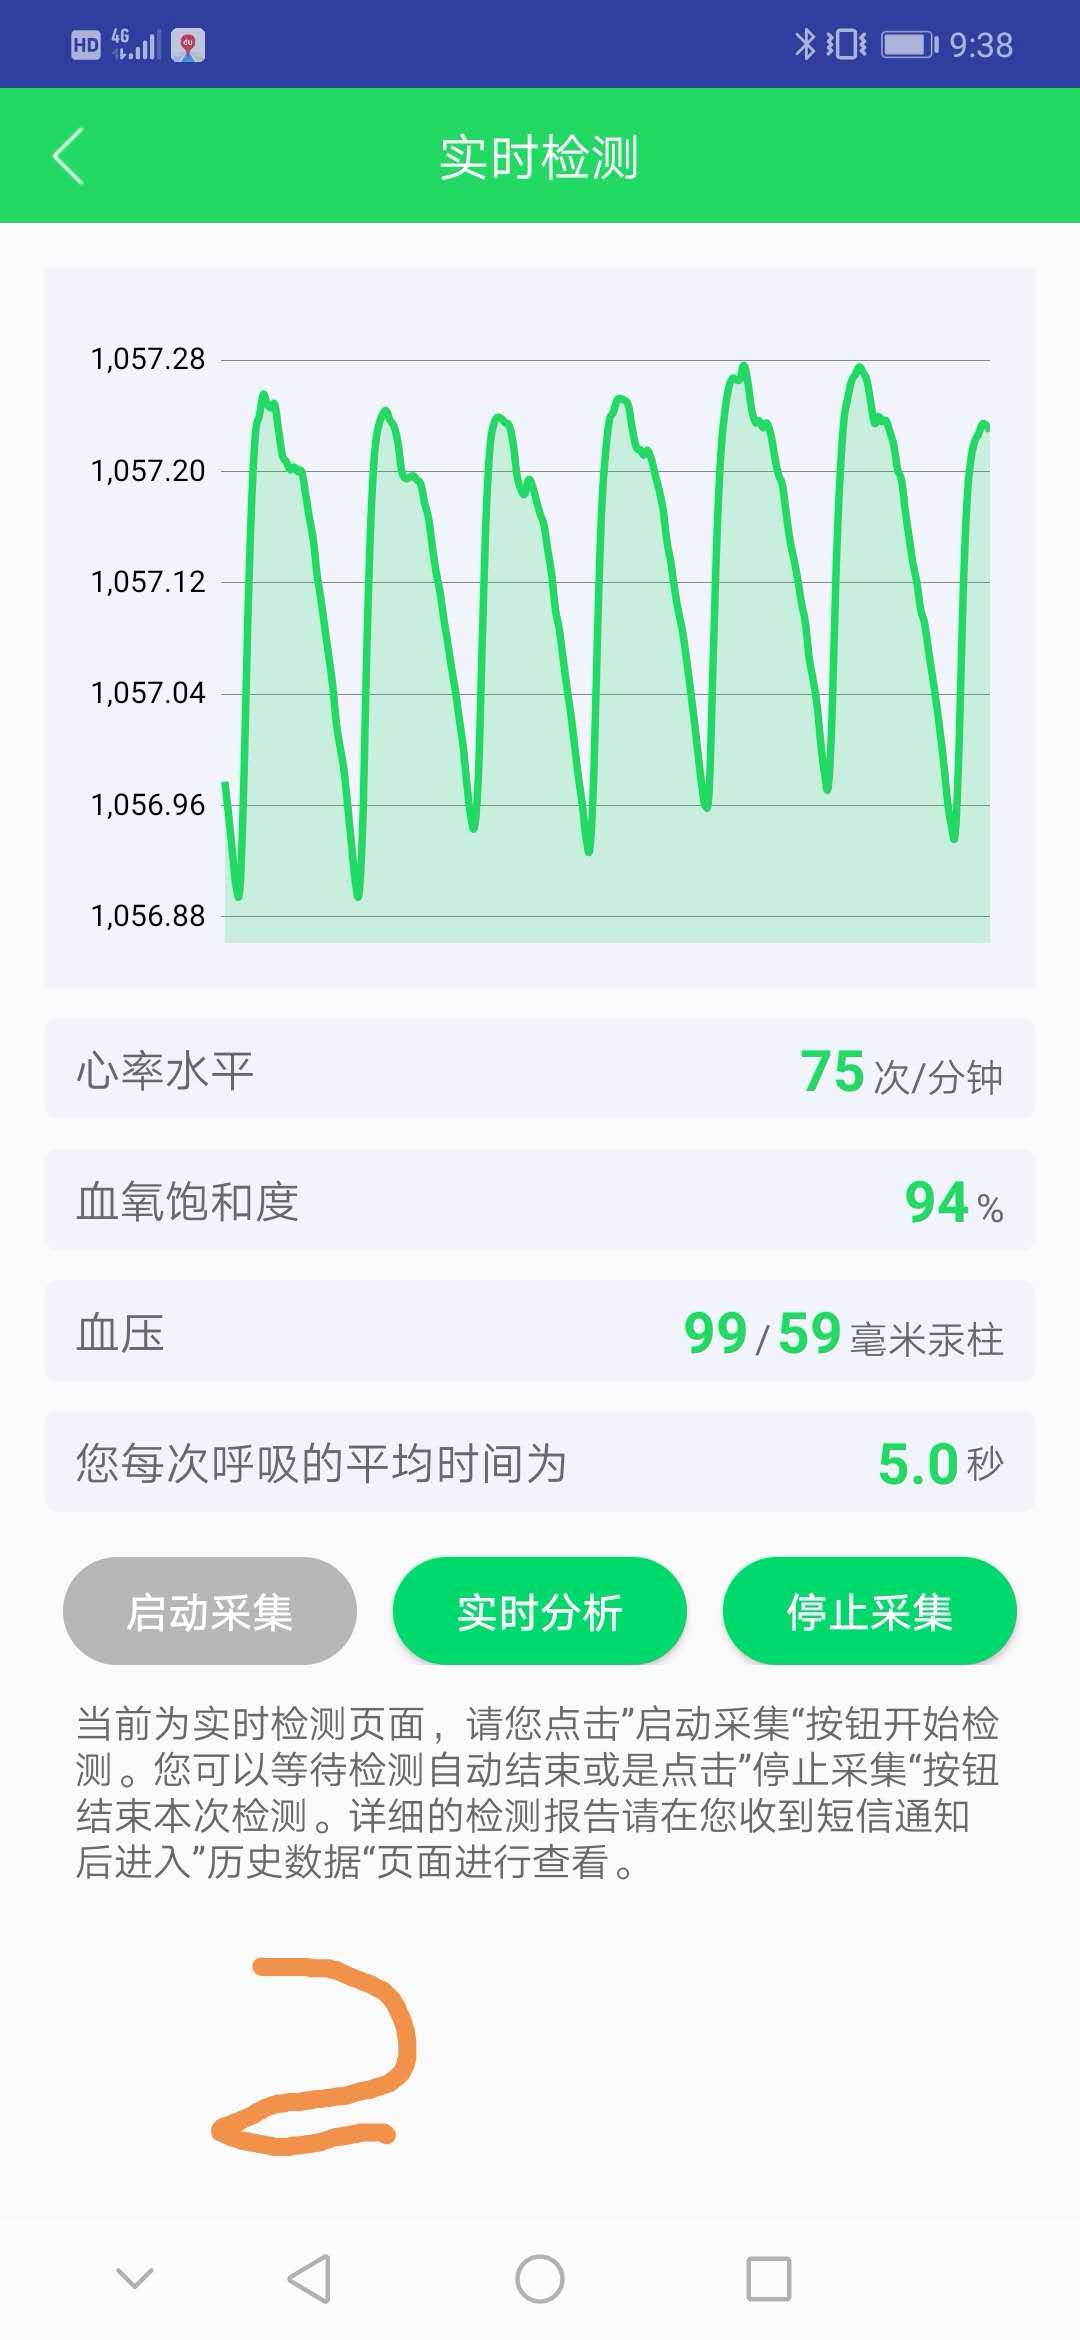 HD 4G du 9:38
实时检测
1,057.28
1,057.20
1,057.12
1,057.04
1,056.96
1,056.88
心率水平 75 次/分钟
血氧饱和度 94 %
血压 99 / 59 毫米汞柱
您每次呼吸的平均时间为 5.0 秒
启动采集 实时分析 停止采集
当前为实时检测页面，请您点击”启动采集“按钮开始检
测。您可以等待检测自动结束或是点击”停止采集“按钮
结束本次检测。详细的检测报告请在您收到短信通知
后进入”历史数据“页面进行查看。
2